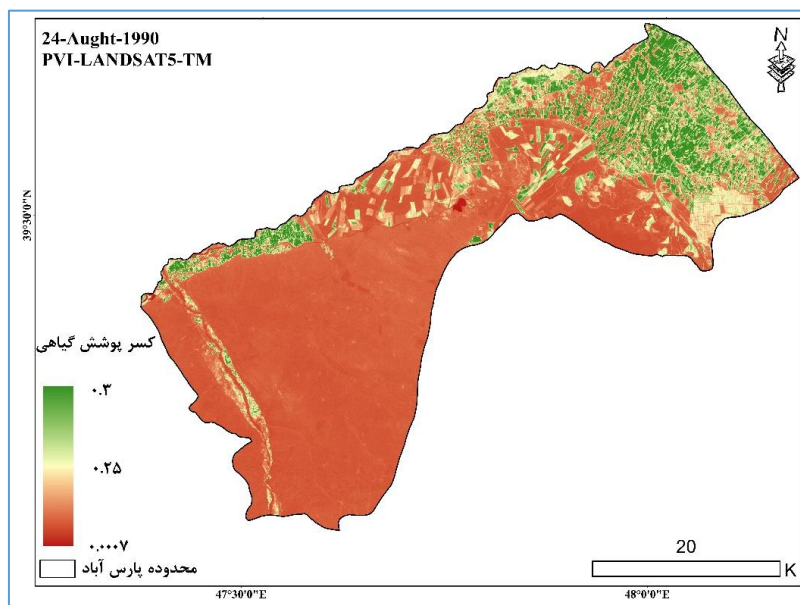 24-Aught-1990
PVI-LANDSAT5-TM
N
39°30'0"N
کسر پوشش گیاهی
۰.۳
۰.۲۵
۰.۰۰۰۷
محدوده پارس آباد
20
K
47°30'0"E
48°0'0"E